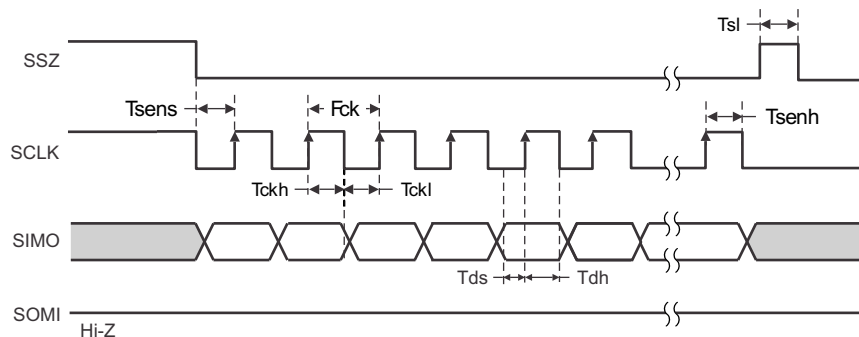 Tsl
SSZ
Tsens
Fck
Tsenh
SCLK
Tckh
Tckl
SIMO
Tds
Tdh
SOMI
Hi-Z